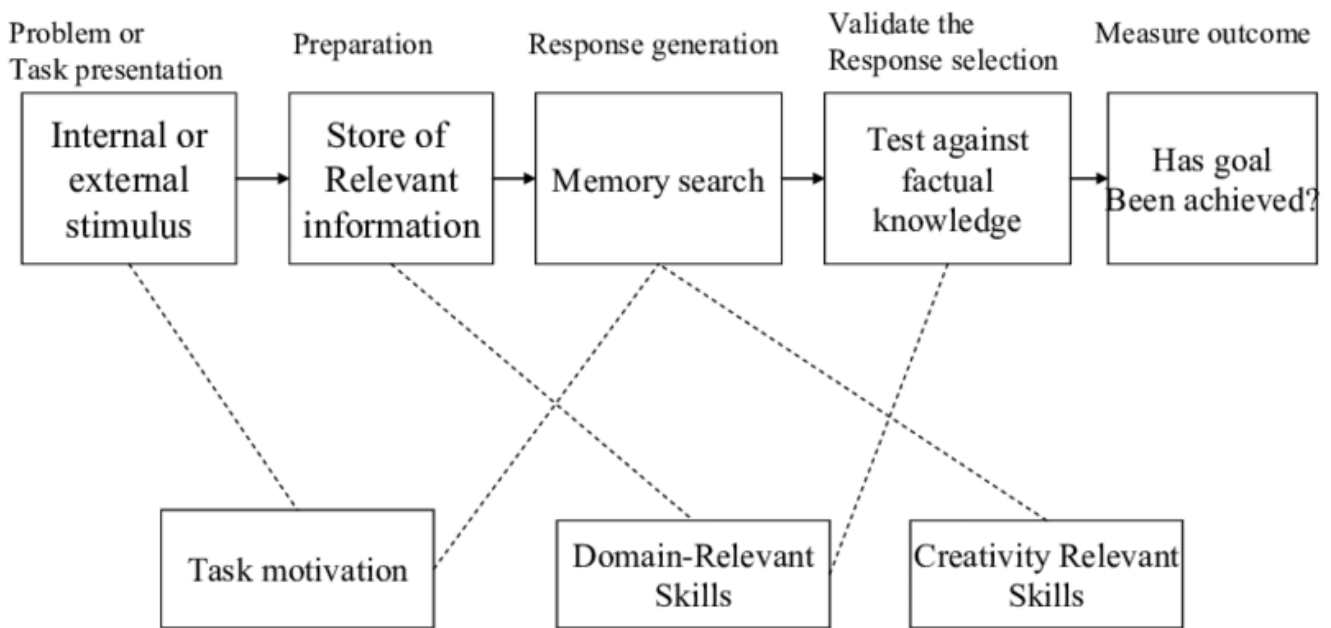 Problem or
Task presentation
Preparation
Response generation
Validate the
Response selection
Measure outcome
Internal or
external
stimulus
Store of
Relevant
information
Memory search
Test against
factual
knowledge
Has goal
Been achieved?
Task motivation
Domain-Relevant
Skills
Creativity Relevant
Skills